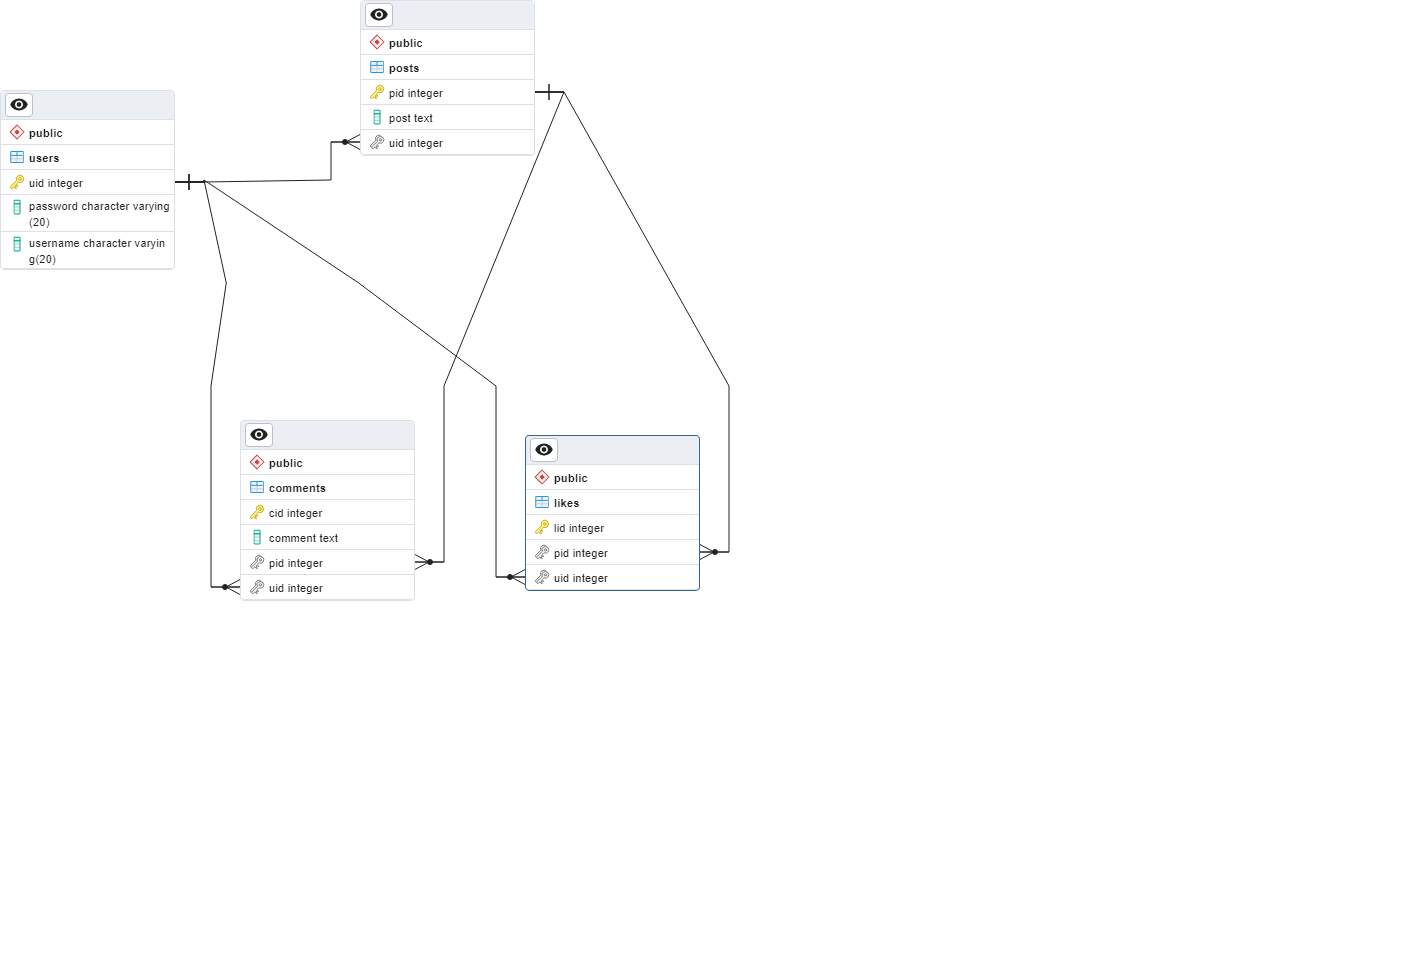 public
posts
pid integer
post text
uid integer
public
users
uid integer
password character varying
(20)
username character varyin
g(20)
public
comments
cid integer
comment text
pid integer
uid integer
public
likes
lid integer
pid integer
uid integer